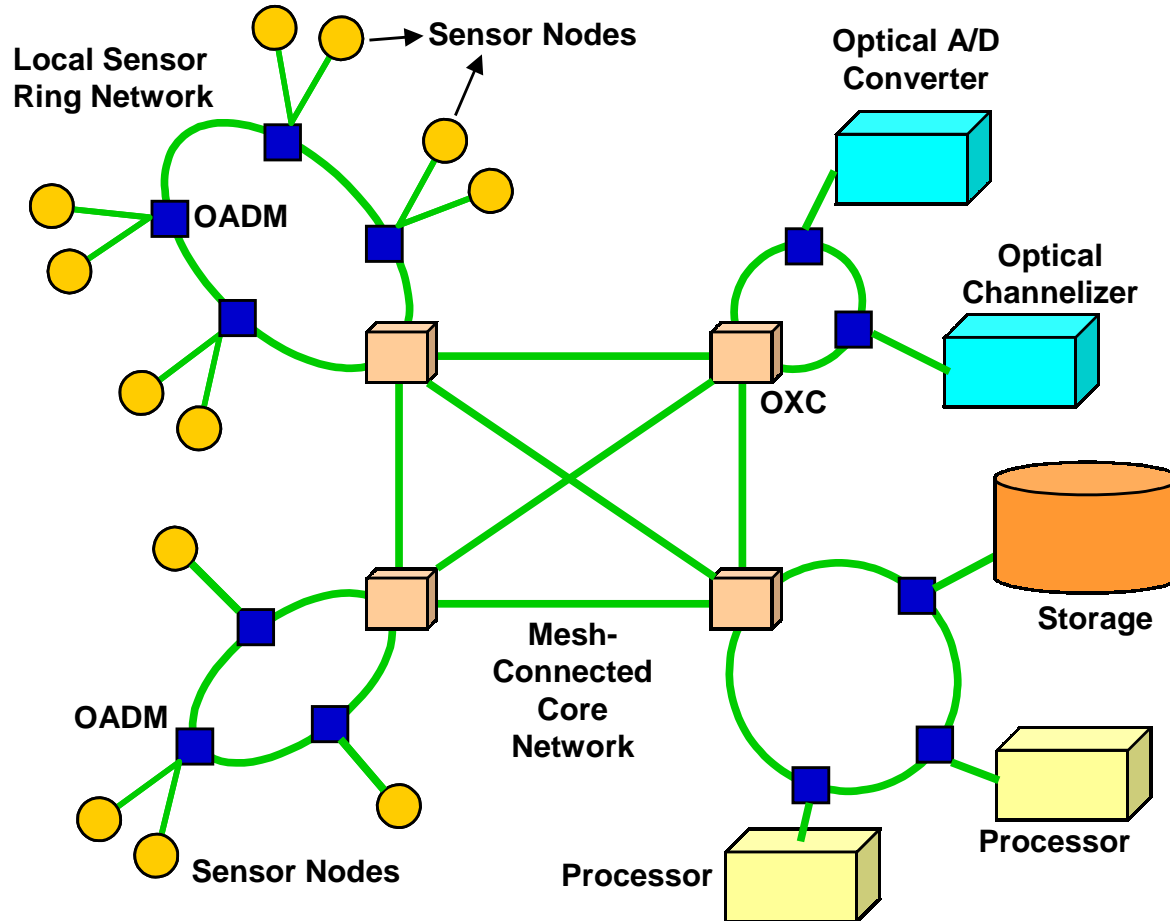 Sensor Nodes
Local Sensor
Ring Network
Optical A/D
Converter
OADM
Optical
Channelizer
OXC
Storage
Mesh-
Connected
Core
Network
OADM
Processor
Sensor Nodes
Processor